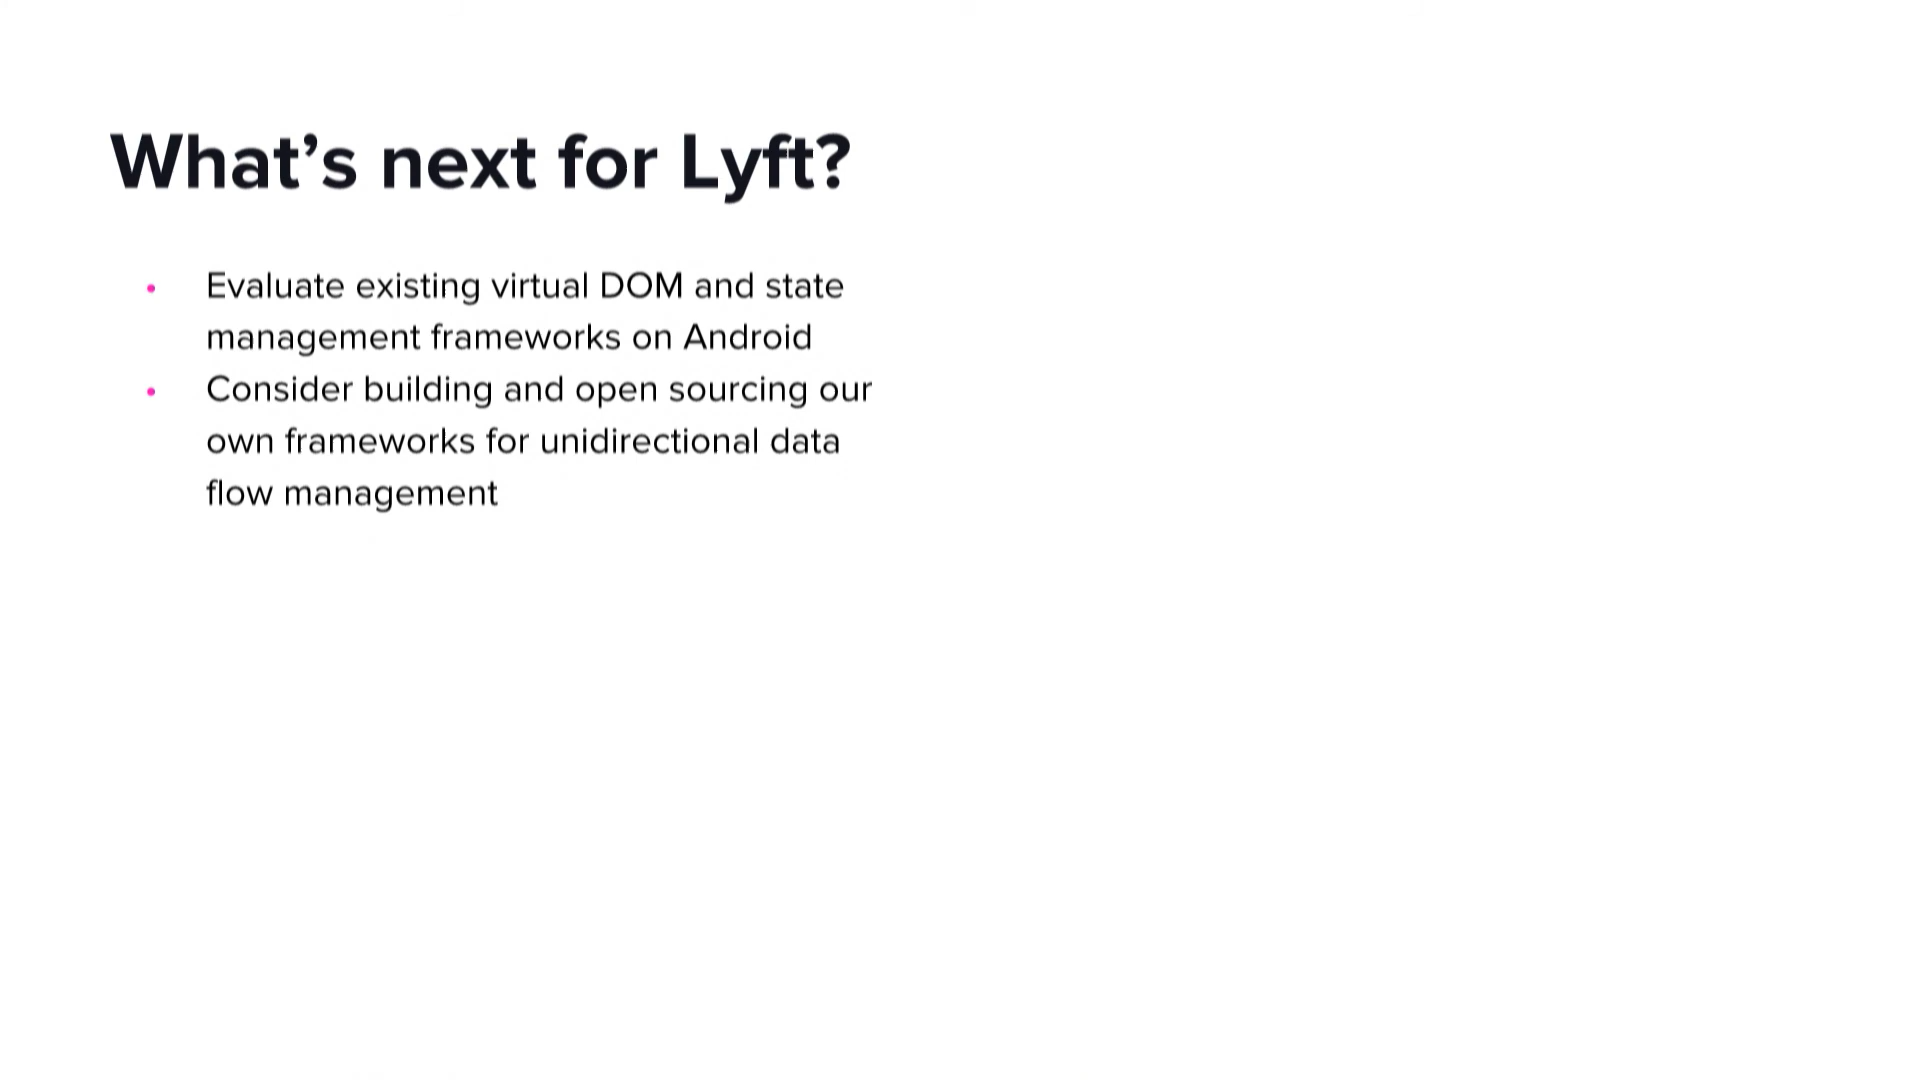 What’s next for Lyft?
• Evaluate existing virtual DOM and state
management frameworks on Android
• Consider building and open sourcing our
own frameworks for unidirectional data
flow management